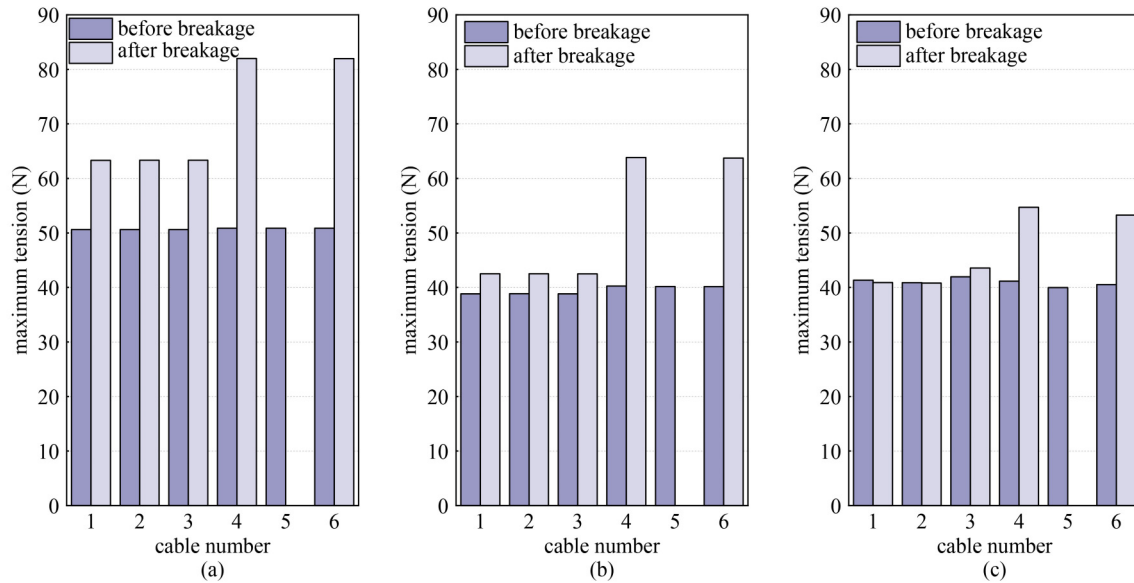 before breakage
after breakage
90
80
70
60
50
40
30
20
10
0
maximum tension (N)
1 2 3 4 5 6
cable number
(a)
before breakage
after breakage
90
80
70
60
50
40
30
20
10
0
maximum tension (N)
1 2 3 4 5 6
cable number
(b)
before breakage
after breakage
90
80
70
60
50
40
30
20
10
0
maximum tension (N)
1 2 3 4 5 6
cable number
(c)